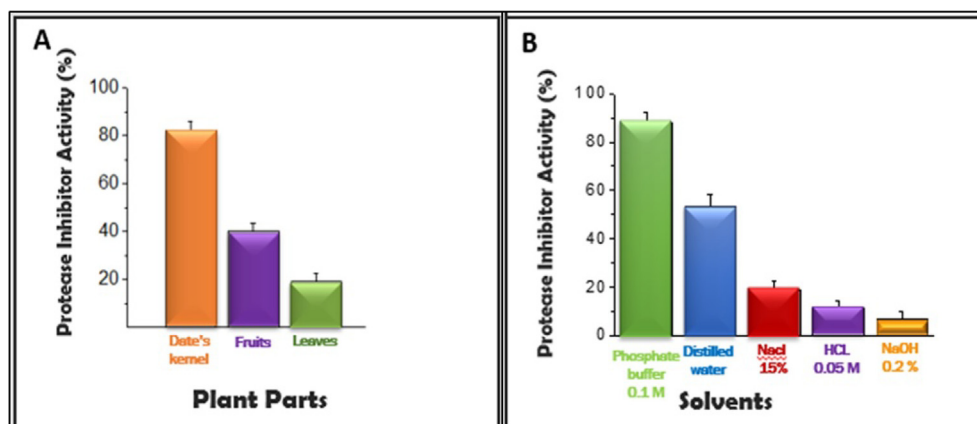 A
Protease Inhibitor Activity (%)
100
80
60
40
20
Date's
kernel
Fruits
Leaves
Plant Parts
B
Protease Inhibitor Activity (%)
100
80
60
40
20
0
Phosphate
buffer
0.1 M
Distilled
water
Nacl
15%
HCL
0.05 M
NaOH
0.2 %
Solvents